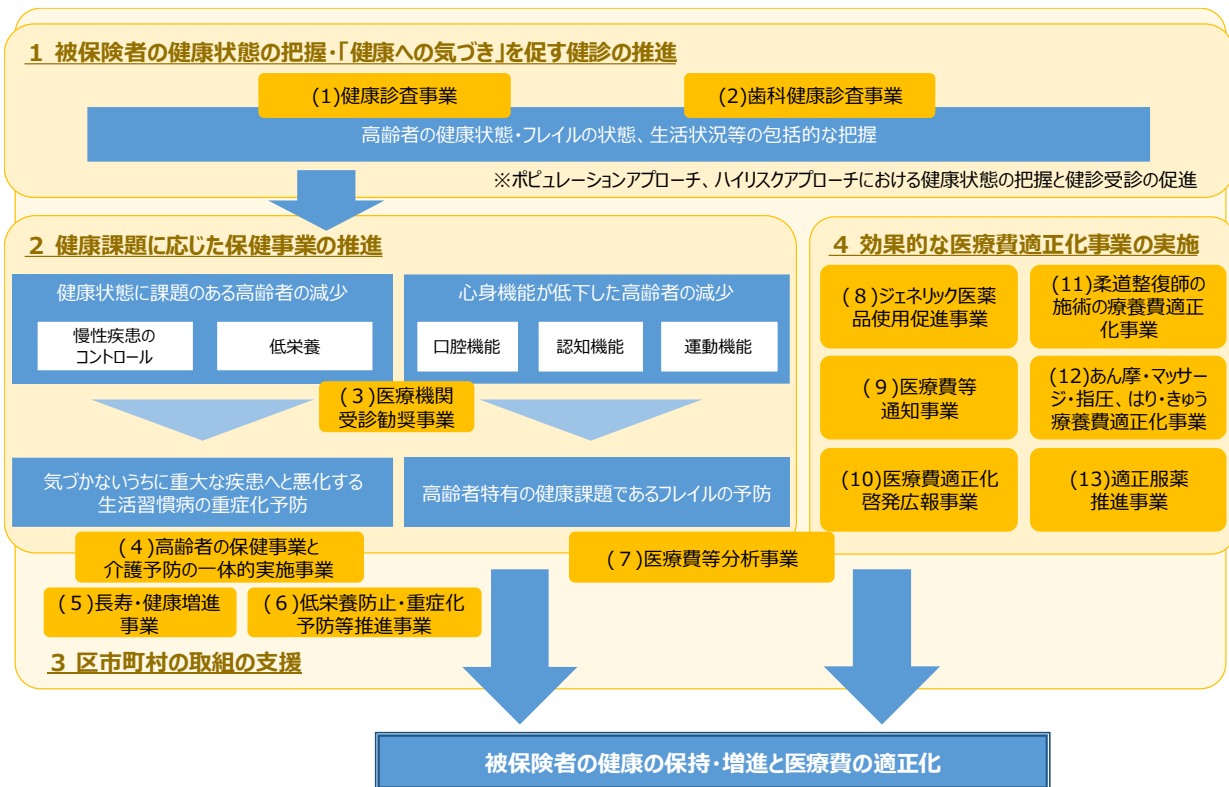 1 被保険者の健康状態の把握・「健康への気づき」を促す健診の推進
(1)健康診査事業
(2)歯科健康診査事業
高齢者の健康状態・フレイルの状態、生活状況等の包括的な把握
※ポピュレーションアプローチ、ハイリスクアプローチにおける健康状態の把握と健診受診の促進
2 健康課題に応じた保健事業の推進
健康状態に課題のある高齢者の減少
慢性疾患の
コントロール
低栄養
心身機能が低下した高齢者の減少
口腔機能
認知機能
運動機能
(3)医療機関
受診勧奨事業
気づかないうちに重大な疾患へと悪化する
生活習慣病の重症化予防
高齢者特有の健康課題であるフレイルの予防
(4)高齢者の保健事業と
介護予防の一体的実施事業
(5)長寿・健康増進
事業
(6)低栄養防止・重症化
予防等推進事業
(7)医療費等分析事業
3 区市町村の取組の支援
4 効果的な医療費適正化事業の実施
(8)ジェネリック医薬
品使用促進事業
(9)医療費等
通知事業
(10)医療費適正化
啓発広報事業
(11)柔道整復師の
施術の療養費適正
化事業
(12)あん摩・マッサー
ジ・指圧、はり・きゅう
療養費適正化事業
(13)適正服薬
推進事業
被保険者の健康の保持・増進と医療費の適正化